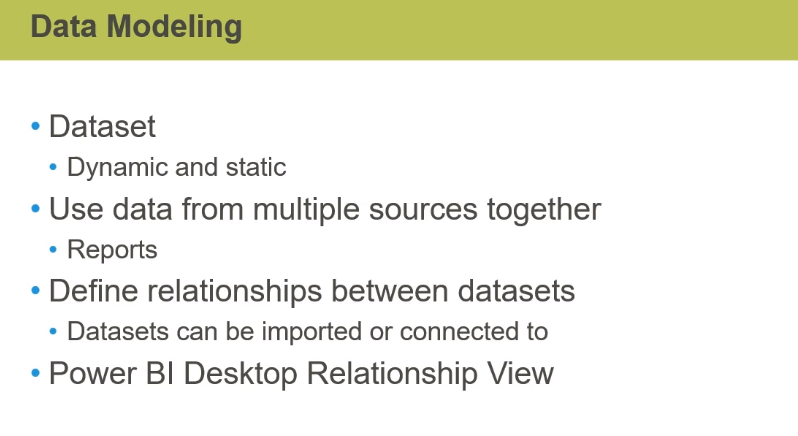 Data Modeling
• Dataset
• Dynamic and static
• Use data from multiple sources together
• Reports
• Define relationships between datasets
• Datasets can be imported or connected to
• Power BI Desktop Relationship View